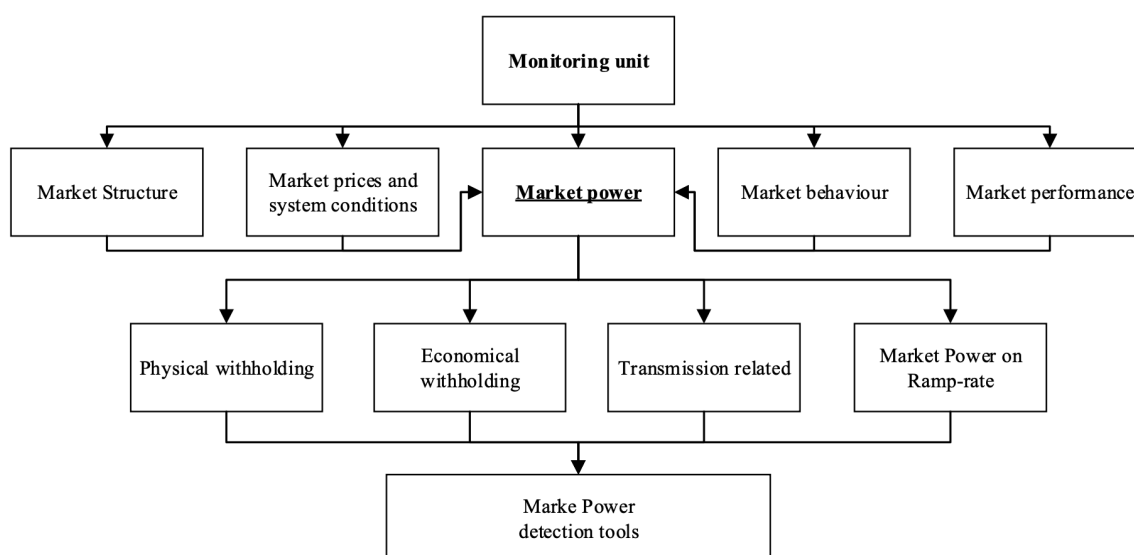 Monitoring unit
Market Structure
Market prices and
system conditions
Market power
Market behaviour
Market performance
Physical withholding
Economical
withholding
Transmission related
Market Power on
Ramp-rate
Marke Power
detection tools